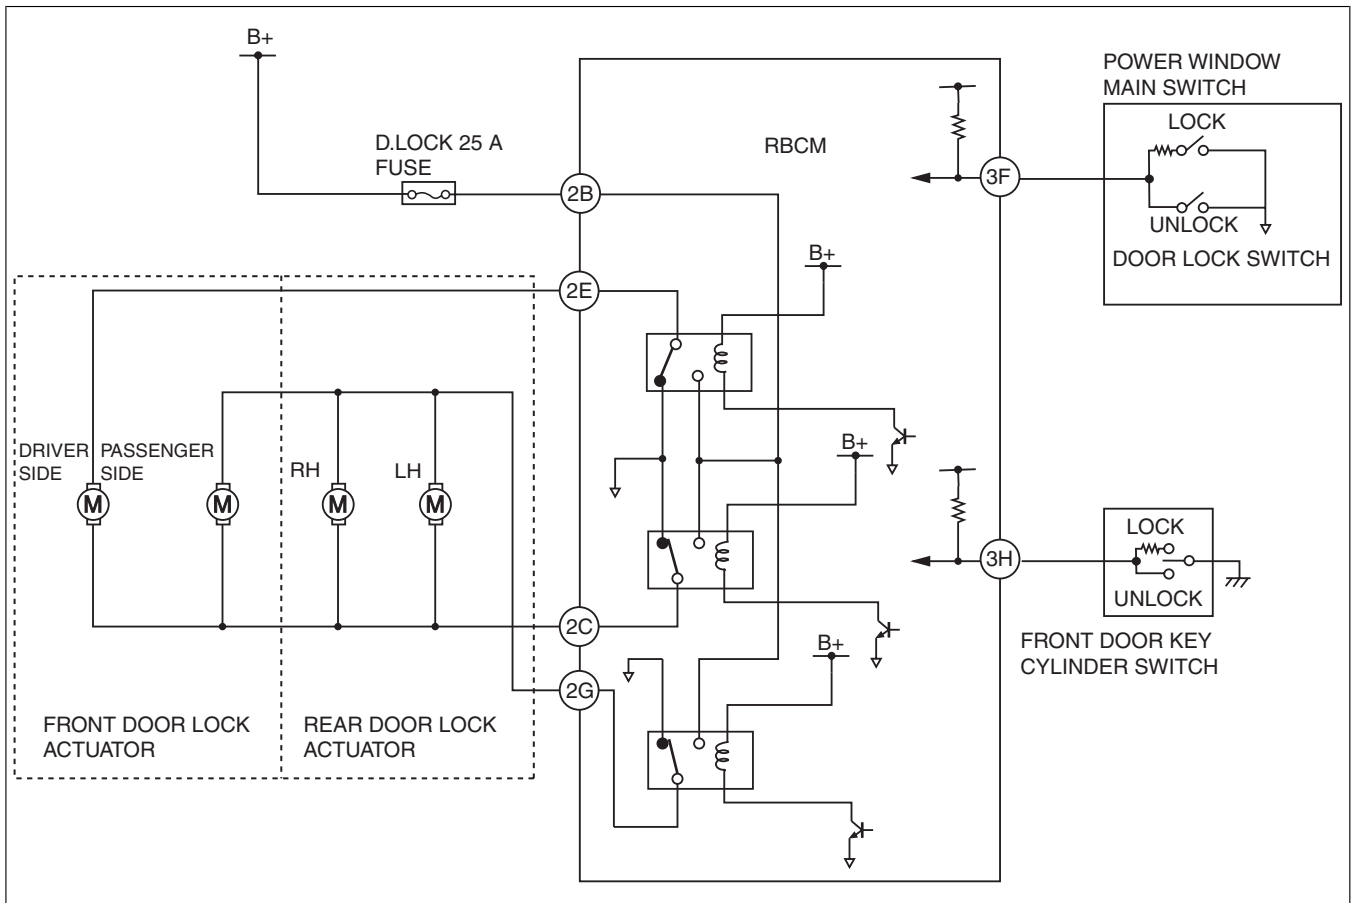 B+
POWER WINDOW
MAIN SWITCH
D.LOCK 25 A
FUSE
RBCM
LOCK
2B
3F
UNLOCK
DOOR LOCK SWITCH
B+
2E
B+
DRIVER
SIDE
PASSENGER
SIDE
RH
LH
M
M
M
M
3H
LOCK
UNLOCK
2C
FRONT DOOR KEY
CYLINDER SWITCH
B+
2G
FRONT DOOR LOCK
ACTUATOR
REAR DOOR LOCK
ACTUATOR